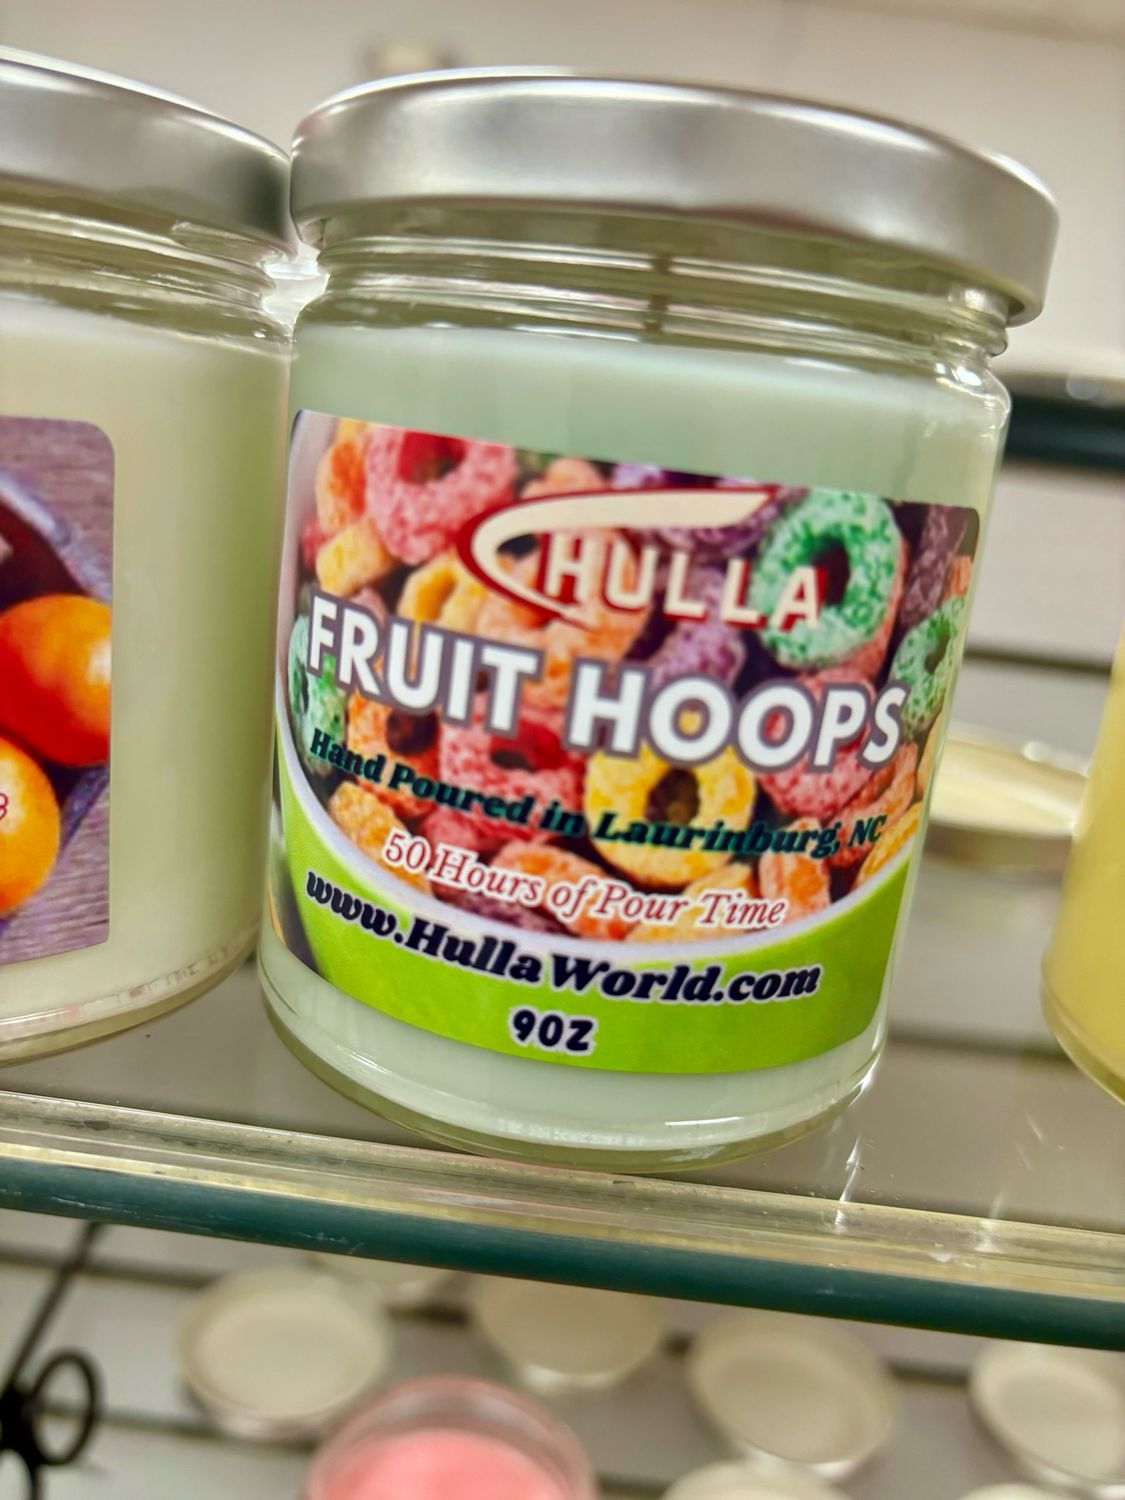 HULLA
FRUIT HOOPS
Hand Poured in Laurinburg, NC
50 Hours of Pour Time
www.HullaWorld.com
9OZ